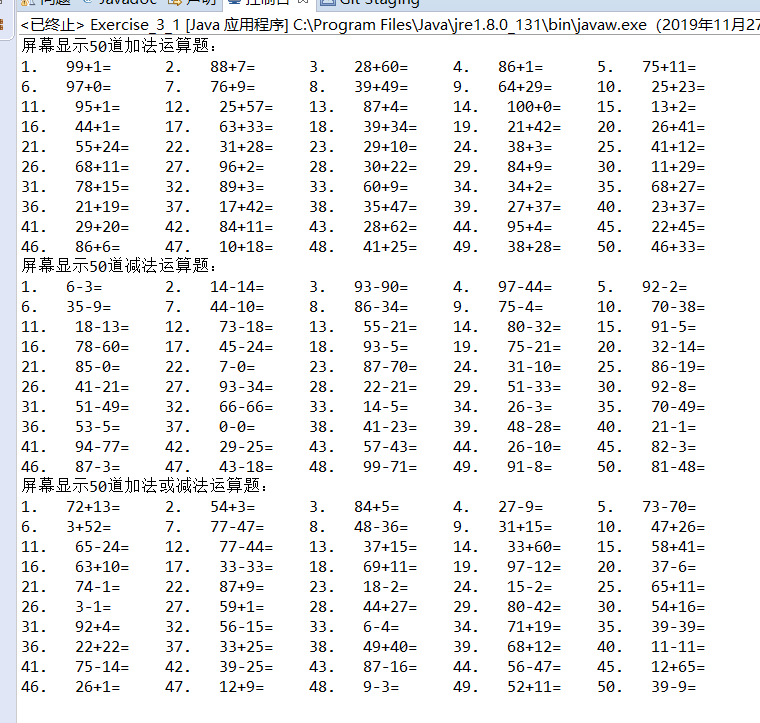 Javadoc 声明 控制台 Git Staging
<已终止> Exercise_3_1 [Java 应用程序] C:\Program Files\Java\jre1.8.0_131\bin\javaw.exe（2019年11月27
屏幕显示50道加法运算题：
1. 99+1= 2. 88+7= 3. 28+60= 4. 86+1= 5. 75+11=
6. 97+0= 7. 76+9= 8. 39+49= 9. 64+29= 10. 25+23=
11. 95+1= 12. 25+57= 13. 87+4= 14. 100+0= 15. 13+2=
16. 44+1= 17. 63+33= 18. 39+34= 19. 21+42= 20. 26+41=
21. 55+24= 22. 31+28= 23. 29+10= 24. 38+3= 25. 41+12=
26. 68+11= 27. 96+2= 28. 30+22= 29. 84+9= 30. 11+29=
31. 78+15= 32. 89+3= 33. 60+9= 34. 34+2= 35. 68+27=
36. 21+19= 37. 17+42= 38. 35+47= 39. 27+37= 40. 23+37=
41. 29+20= 42. 84+11= 43. 28+62= 44. 95+4= 45. 22+45=
46. 86+6= 47. 10+18= 48. 41+25= 49. 38+28= 50. 46+33=
屏幕显示50道减法运算题：
1. 6-3= 2. 14-14= 3. 93-90= 4. 97-44= 5. 92-2=
6. 35-9= 7. 44-10= 8. 86-34= 9. 75-4= 10. 70-38=
11. 18-13= 12. 73-18= 13. 55-21= 14. 80-32= 15. 91-5=
16. 78-60= 17. 45-24= 18. 93-5= 19. 75-21= 20. 32-14=
21. 85-0= 22. 7-0= 23. 87-70= 24. 31-10= 25. 86-19=
26. 41-21= 27. 93-34= 28. 22-21= 29. 51-33= 30. 92-8=
31. 51-49= 32. 66-66= 33. 14-5= 34. 26-3= 35. 70-49=
36. 53-5= 37. 0-0= 38. 41-23= 39. 48-28= 40. 21-1=
41. 94-77= 42. 29-25= 43. 57-43= 44. 26-10= 45. 82-3=
46. 87-3= 47. 43-18= 48. 99-71= 49. 91-8= 50. 81-48=
屏幕显示50道加法或减法运算题：
1. 72+13= 2. 54+3= 3. 84+5= 4. 27-9= 5. 73-70=
6. 3+52= 7. 77-47= 8. 48-36= 9. 31+15= 10. 47+26=
11. 65-24= 12. 77-44= 13. 37+15= 14. 33+60= 15. 58+41=
16. 63+10= 17. 33-33= 18. 69+11= 19. 97-12= 20. 37-6=
21. 74-1= 22. 87+9= 23. 18-2= 24. 15-2= 25. 65+11=
26. 3-1= 27. 59+1= 28. 44+27= 29. 80-42= 30. 54+16=
31. 92+4= 32. 56-15= 33. 6-4= 34. 71+19= 35. 39-39=
36. 22+22= 37. 33+25= 38. 49+40= 39. 68+12= 40. 11-11=
41. 75-14= 42. 39-25= 43. 87-16= 44. 56-47= 45. 12+65=
46. 26+1= 47. 12+9= 48. 9-3= 49. 52+11= 50. 39-9=